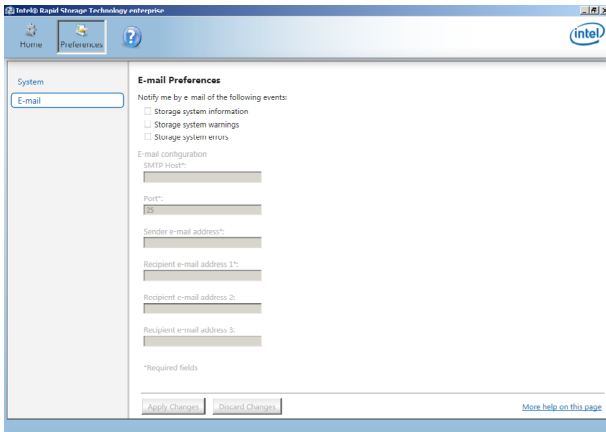 Intel® Rapid Storage Technology enterprise
Home
Preferences
?
intel
System
E-mail
E-mail Preferences
Notify me by e-mail of the following events:
Storage system information
Storage system warnings
Storage system errors
E-mail configuration
SMTP Host*:
Port*:
25
Sender e-mail address*:
Recipient e-mail address 1*:
Recipient e-mail address 2:
Recipient e-mail address 3:
*Required fields
Apply Changes
Discard Changes
More help on this page